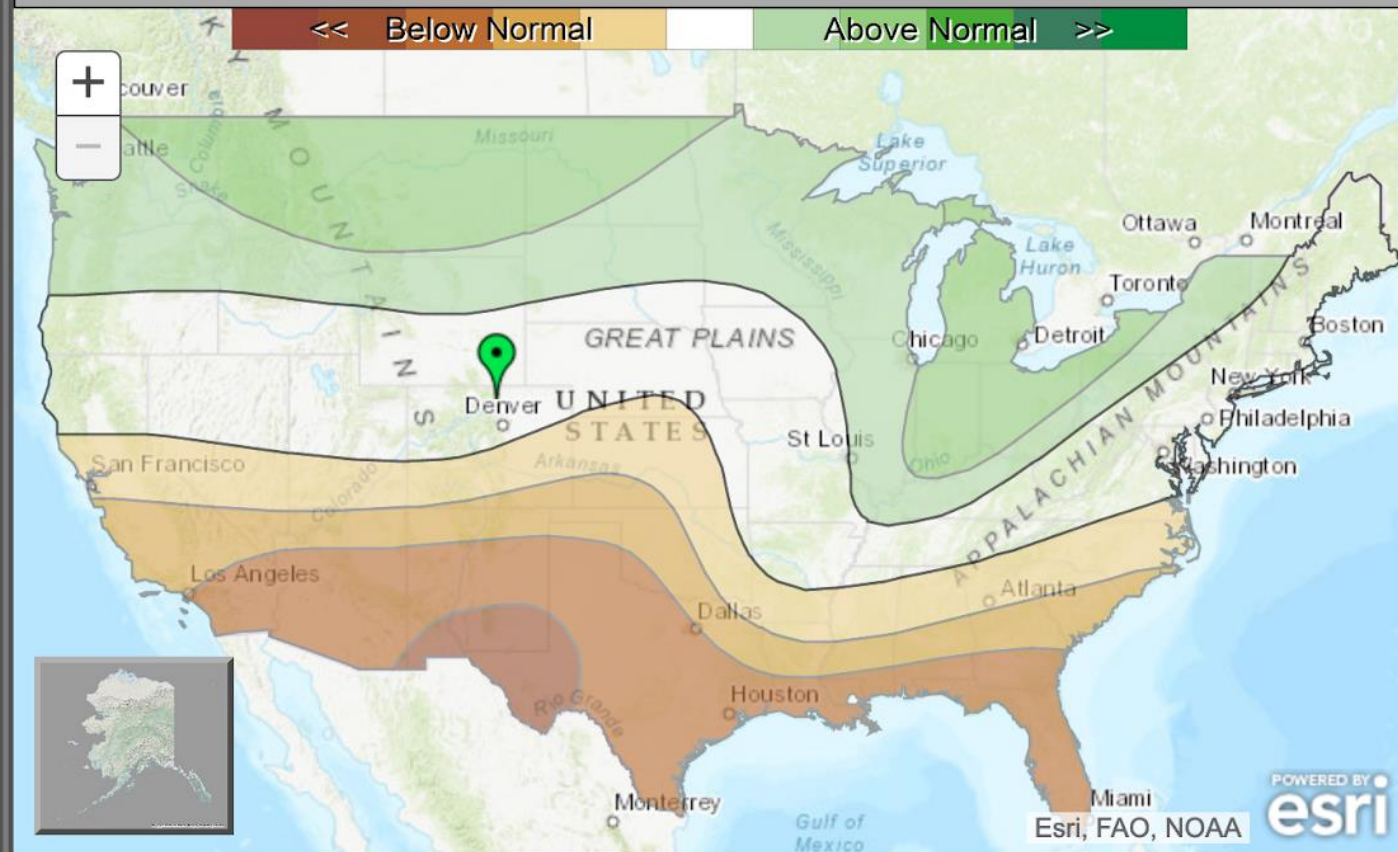 << Below Normal Above Normal >>
+
couver
−
attle
Columbia
Snake
Missouri
Lake
Superior
Ottawa
Montreal
Mississippi
Lake
Huron
Toronto
GREAT PLAINS
Chicago
Detroit
Boston
New York
Denver
UNITED
STATES
St Louis
Philadelphia
San Francisco
Arkansas
Ohio
Washington
Colorado
K Y M O U N T A I N S
APPALACHIAN MOUNTAINS
Los Angeles
Atlanta
Dallas
Rio Grande
Houston
Monterrey
Miami
Gulf of
Mexico
Esri, FAO, NOAA
POWERED BY
esri